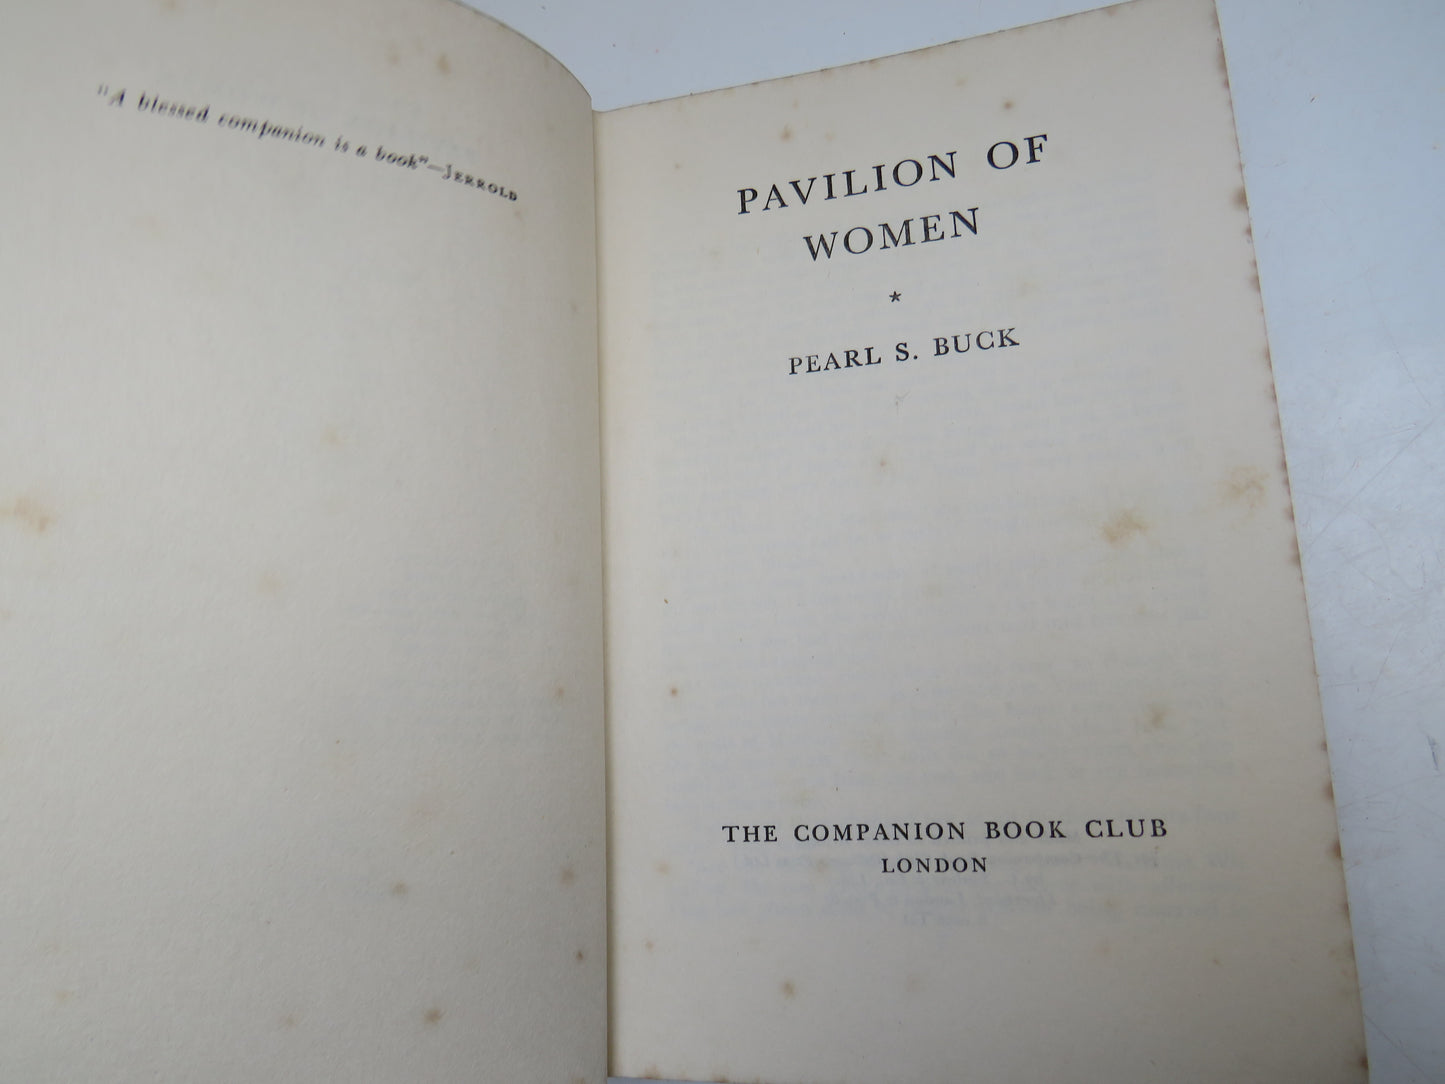 "A blessed companion is a book"—JERROLD
PAVILION OF
WOMEN
*
PEARL S. BUCK
THE COMPANION BOOK CLUB
LONDON